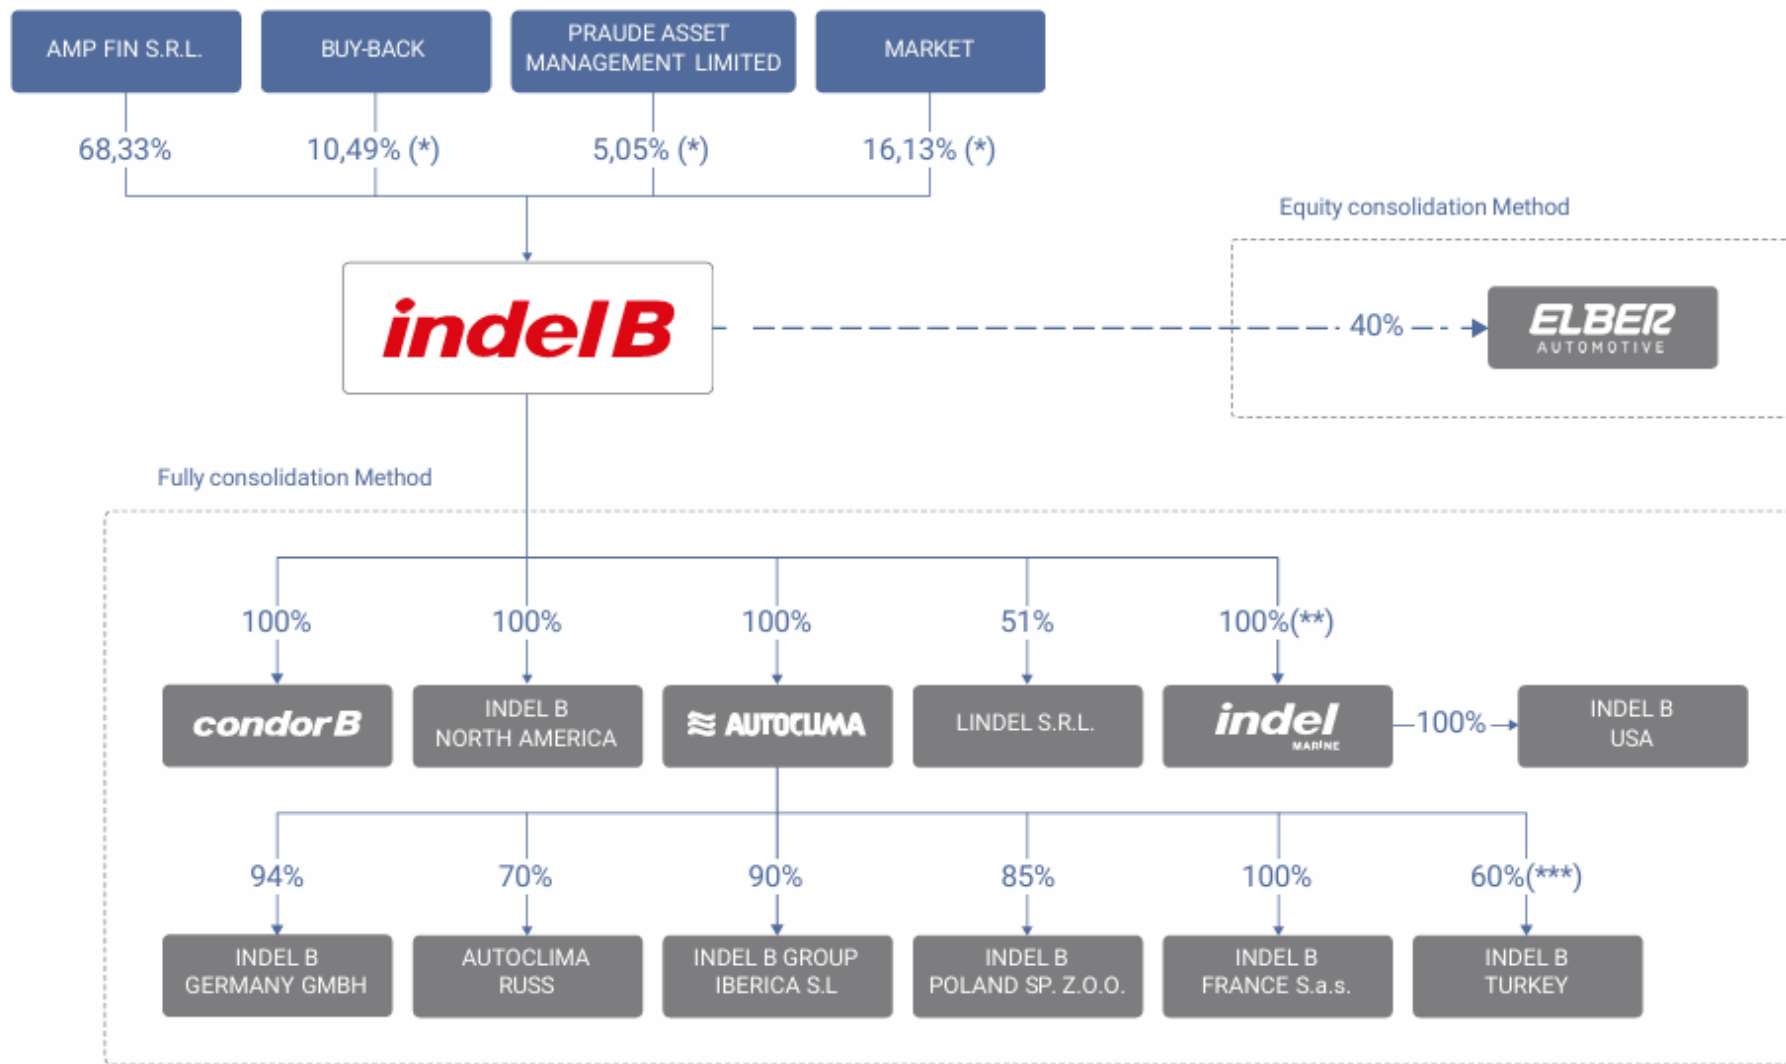 AMP FIN S.R.L.
BUY-BACK
PRAUDE ASSET
MANAGEMENT LIMITED
MARKET
68,33%
10,49% (*)
5,05% (*)
16,13% (*)
Equity consolidation Method
indel B
40%
ELBER
AUTOMOTIVE
Fully consolidation Method
100%
100%
100%
51%
100%(**)
condor B
INDEL B
NORTH AMERICA
AUTOCLIMA
LINDEL S.R.L.
indel
MARINE
100%
INDEL B
USA
94%
70%
90%
85%
100%
60%(***)
INDEL B
GERMANY GMBH
AUTOCLIMA
RUSS
INDEL B GROUP
IBERICA S.L
INDEL B
POLAND SP. Z.O.O.
INDEL B
FRANCE S.a.s.
INDEL B
TURKEY